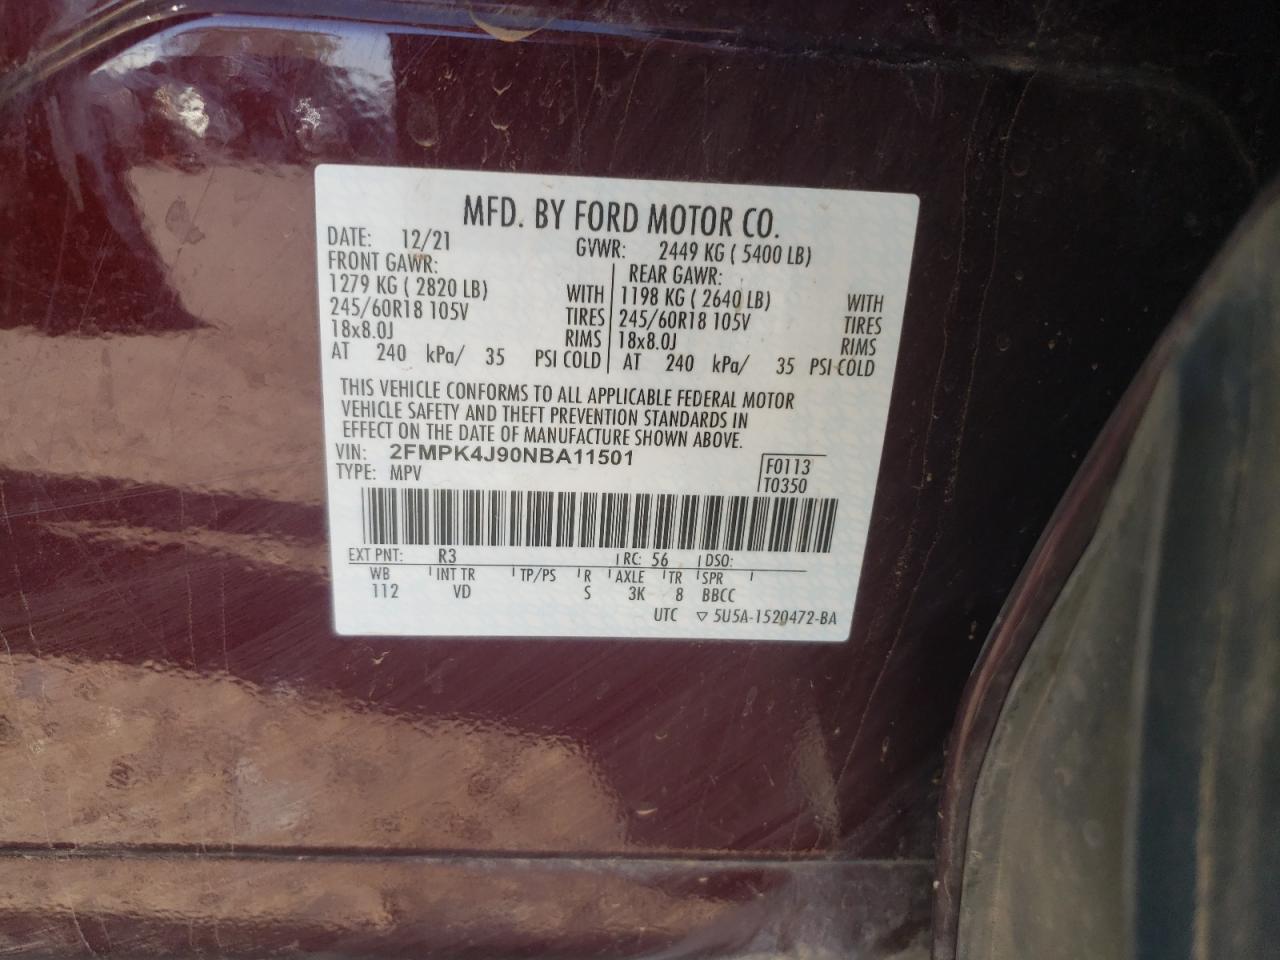 MFD. BY FORD MOTOR CO.
DATE: 12/21 GVWR: 2449 KG ( 5400 LB)
FRONT GAWR: REAR GAWR:
1279 KG ( 2820 LB) WITH 1198 KG ( 2640 LB) WITH
245/60R18 105V TIRES 245/60R18 105V TIRES
18x8.0J RIMS 18x8.0J RIMS
AT 240 kPa/ 35 PSI COLD AT 240 kPa/ 35 PSI COLD
THIS VEHICLE CONFORMS TO ALL APPLICABLE FEDERAL MOTOR
VEHICLE SAFETY AND THEFT PREVENTION STANDARDS IN
EFFECT ON THE DATE OF MANUFACTURE SHOWN ABOVE.
VIN: 2FMPK4J90NBA11501 F0113
TYPE: MPV T0350
EXT PNT: R3 RC: 56 DSO:
WB INT TR TP/PS R AXLE TR SPR
112 VD S 3K 8 BBCC
UTC ▽ 5U5A-1520472-BA